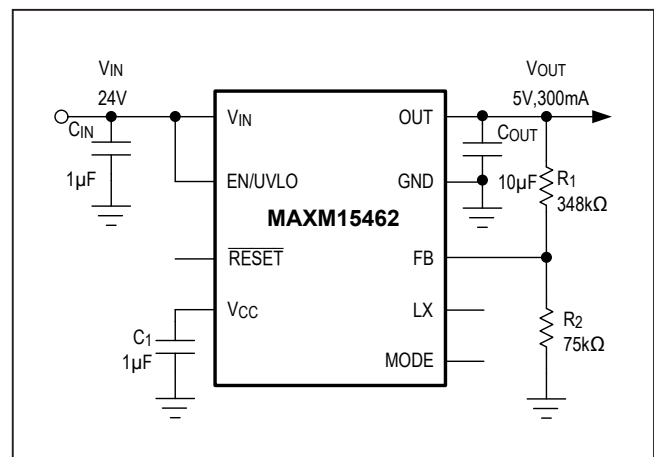 VIN
24V
CIN
1µF
VIN
EN/UVLO
RESET
VCC
C1
1µF
MAXM15462
OUT
GND
FB
LX
MODE
VOUT
5V,300mA
COUT
10µF
R1
348kΩ
R2
75kΩ